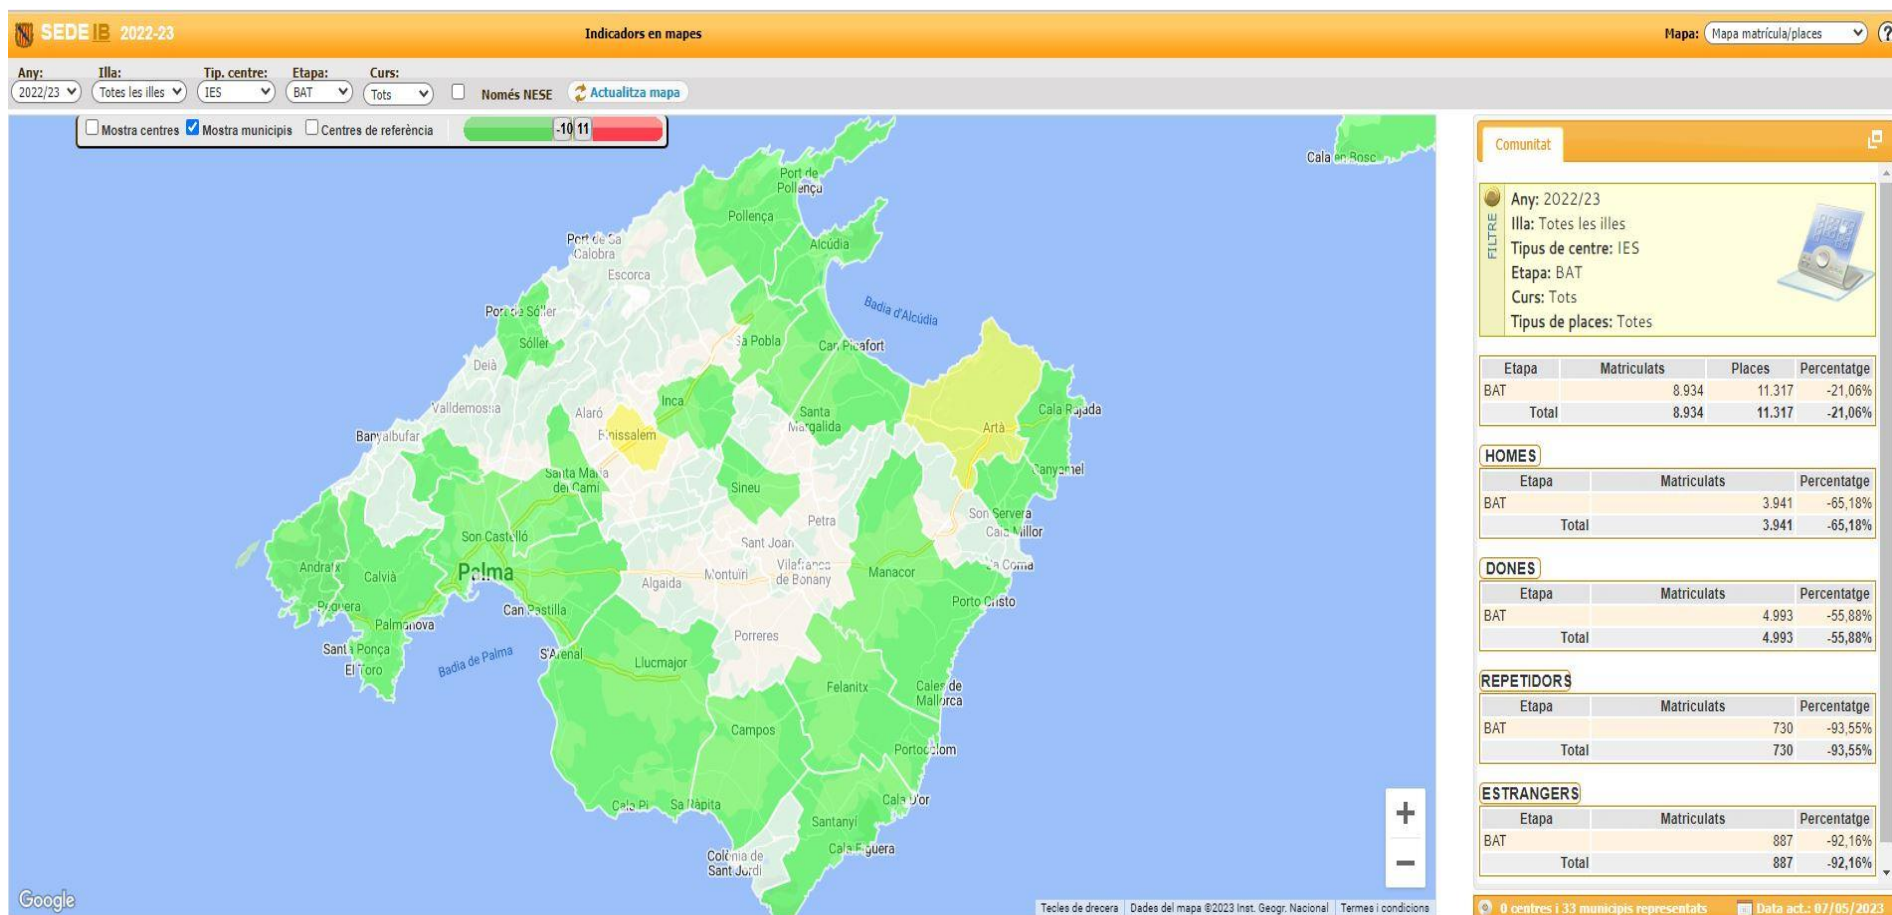 SEDE IB 2022-23
Indicadors en mapes
Mapa: Mapa matrícula/places ?
Any: Illa: Tip. centre: Etapa: Curs:
2022/23 Totes les illes IES BAT Tots Només NESE Actualitza mapa
Mostra centres Mostra municipis Centres de referència -10 11
Cala en Bosc
Port de
Pollença
Pollença
Alcúdia
Port de Sa
Calobra
Escorca
Badia d'Alcúdia
Port de Sóller
Sóller
Sa Pobla
Can Picafort
Deià
Inca
Valldemossa
Alaró
Santa
Margalida
Cala Rajada
Artà
Banyalbufar
Binissalem
Santa Maria
del Camí
Sineu
Canyamel
Petra
Son Servera
Cala Millor
Son Castelló
Sant Joan
Andratx
Calvià
Palma
Algaida
Montuïri
Vilafranca
de Bonany
Manacor
Sa Coma
Peguera
Can Pastilla
Porto Cristo
Palmanova
Porreres
Santa Ponça
El Toro
Badia de Palma
S'Arenal
Llucmajor
Felanitx
Cales de
Mallorca
Campos
Portocolom
Cala Pi
Sa Ràpita
Cala D'or
Santanyí
Colònia de
Sant Jordi
Cala Figuera
+
−
Google
Tecles de drecera Dades del mapa ©2023 Inst. Geogr. Nacional Termes i condicions
Comunitat
FILTRE
Any: 2022/23
Illa: Totes les illes
Tipus de centre: IES
Etapa: BAT
Curs: Tots
Tipus de places: Totes
Etapa Matriculats Places Percentatge
BAT 8.934 11.317 -21,06%
Total 8.934 11.317 -21,06%
HOMES
Etapa Matriculats Percentatge
BAT 3.941 -65,18%
Total 3.941 -65,18%
DONES
Etapa Matriculats Percentatge
BAT 4.993 -55,88%
Total 4.993 -55,88%
REPETIDORS
Etapa Matriculats Percentatge
BAT 730 -93,55%
Total 730 -93,55%
ESTRANGERS
Etapa Matriculats Percentatge
BAT 887 -92,16%
Total 887 -92,16%
0 centres i 33 municipis representats Data act.: 07/05/2023